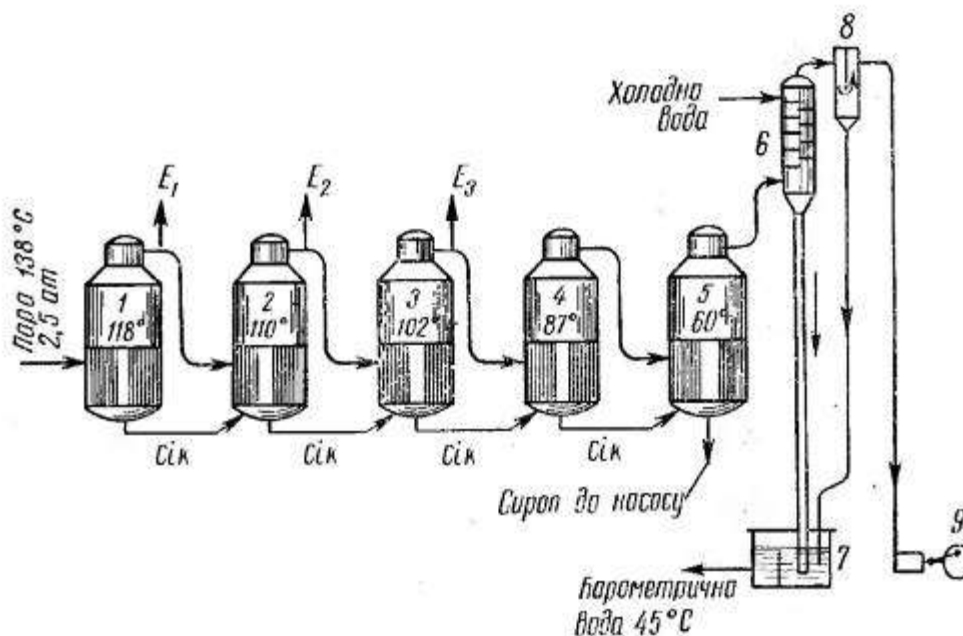 8
Холодна
вода
6
E₁
E₂
E₃
Пара 138°С
2,5 ат
1
118°
2
110°
3
102°
4
87°
5
60°
Сік
Сік
Сік
Сік
Сироп до насосу
7
9
Барометрична
вода 45°С